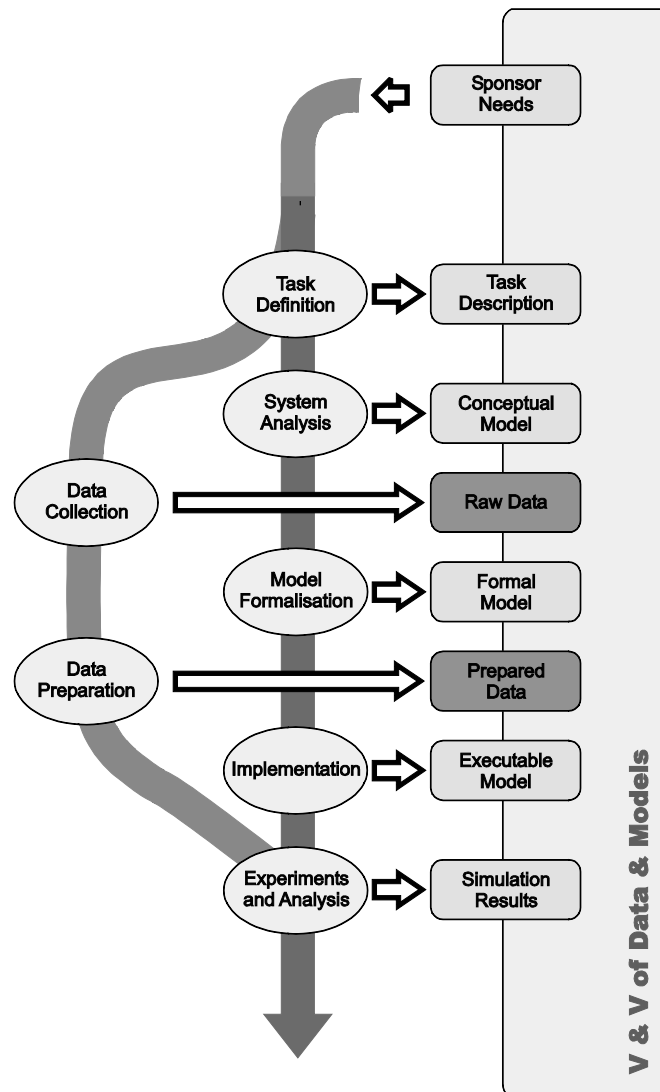 Sponsor
Needs
Task
Definition
Task
Description
System
Analysis
Conceptual
Model
Data
Collection
Raw Data
Model
Formalisation
Formal
Model
Data
Preparation
Prepared
Data
Implementation
Executable
Model
Experiments
and Analysis
Simulation
Results
V & V of Data & Models